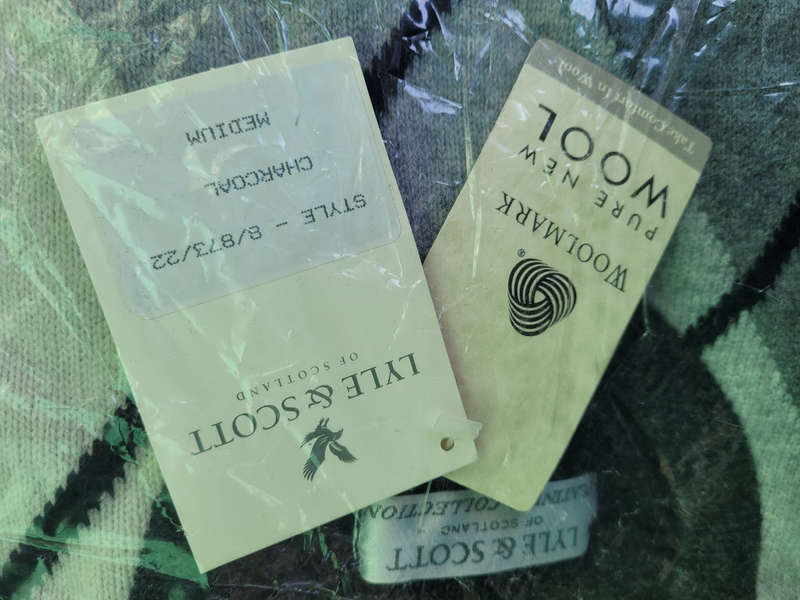 LYLE & SCOTT
OF SCOTLAND
STYLE - 8/873/22
CHARCOAL
MEDIUM
WOOLMARK
PURE NEW
WOOL
Take Comfort In Wool
LYLE & SCOTT
OF SCOTLAND
COLLECTION